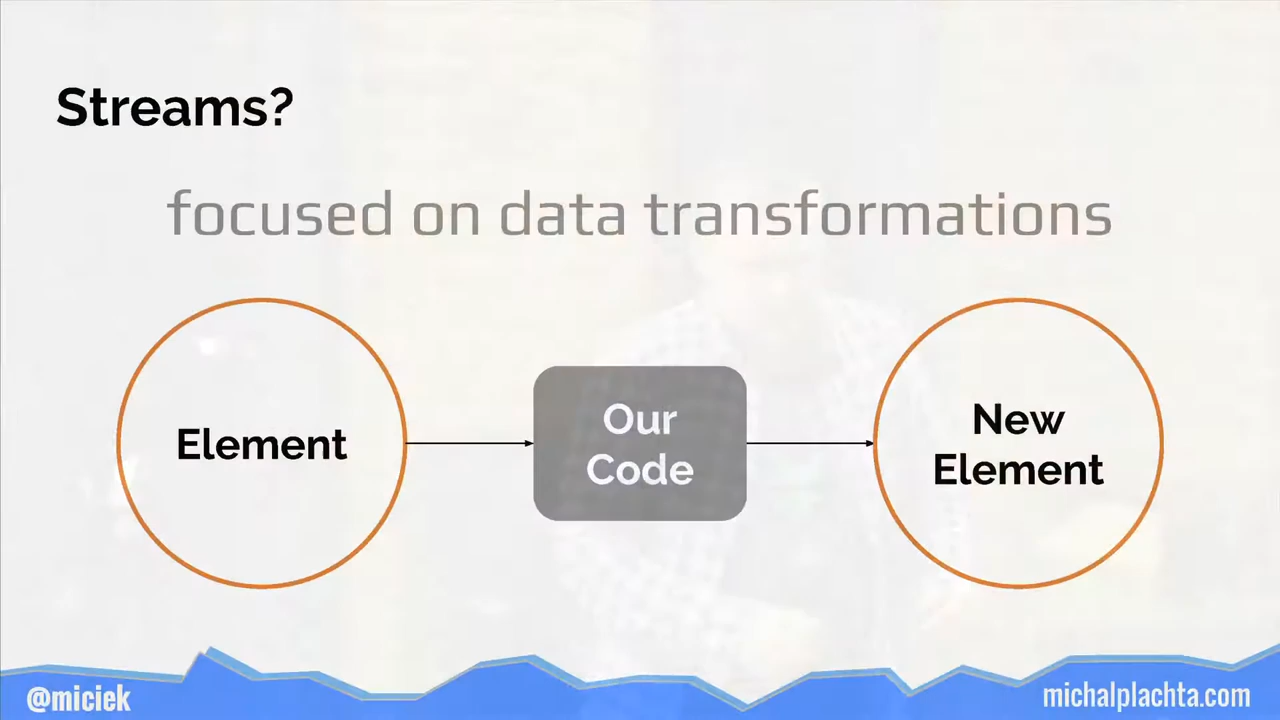 Streams?
focused on data transformations
Element
Our
Code
New
Element
@miciek
michalplachta.com